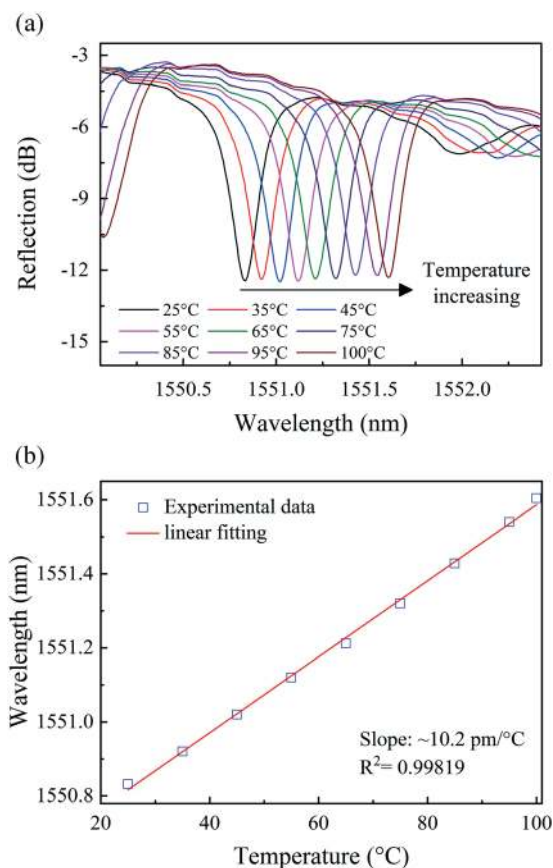 (a)
-3
-6
-9
-12
-15
Reflection (dB)
Temperature
increasing
25°C 35°C 45°C
55°C 65°C 75°C
85°C 95°C 100°C
1550.5 1551.0 1551.5 1552.0
Wavelength (nm)
(b)
1551.6
1551.4
1551.2
1551.0
1550.8
Wavelength (nm)
Experimental data
linear fitting
Slope: ~10.2 pm/°C
R²= 0.99819
20 40 60 80 100
Temperature (°C)